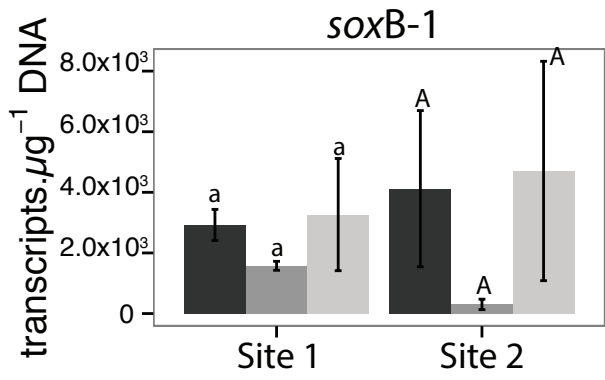 soxB-1
transcripts.µg⁻¹ DNA
8.0x10³
6.0x10³
4.0x10³
2.0x10³
0
a
a
a
A
A
A
Site 1
Site 2